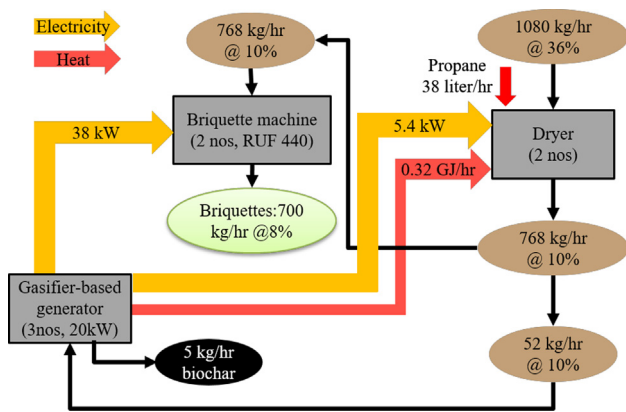 Electricity
Heat
768 kg/hr
@ 10%
1080 kg/hr
@ 36%
Propane
38 liter/hr
38 kW
Briquette machine
(2 nos, RUF 440)
5.4 kW
Dryer
(2 nos)
0.32 GJ/hr
Briquettes:700
kg/hr @8%
768 kg/hr
@ 10%
Gasifier-based
generator
(3nos, 20kW)
5 kg/hr
biochar
52 kg/hr
@ 10%